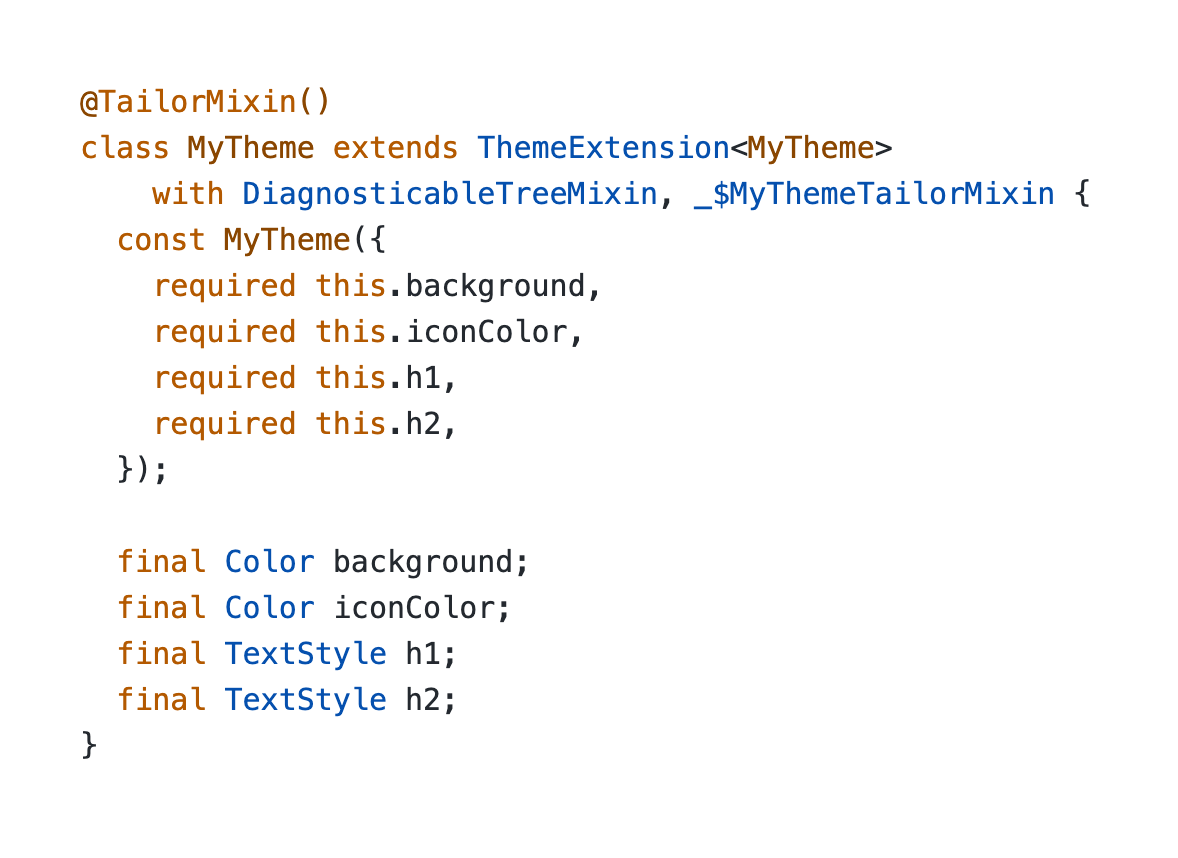 @TailorMixin()
class MyTheme extends ThemeExtension<MyTheme>
    with DiagnosticableTreeMixin, _$MyThemeTailorMixin {
  const MyTheme({
    required this.background,
    required this.iconColor,
    required this.h1,
    required this.h2,
  });

  final Color background;
  final Color iconColor;
  final TextStyle h1;
  final TextStyle h2;
}